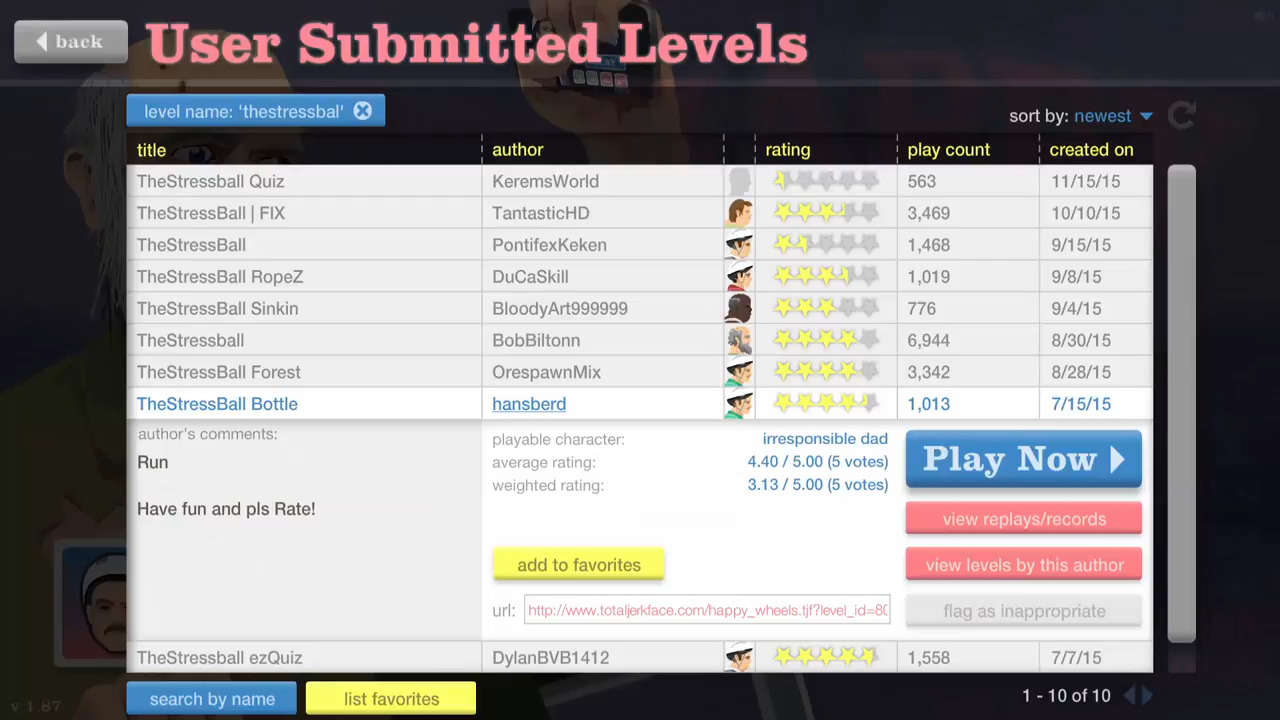 back
User Submitted Levels
level name: 'thestressbal'
sort by: newest
title author rating play count created on
TheStressball Quiz KeremsWorld 563 11/15/15
TheStressBall | FIX TantasticHD 3,469 10/10/15
TheStressBall PontifexKeken 1,468 9/15/15
TheStressBall RopeZ DuCaSkill 1,019 9/8/15
TheStressBall Sinkin BloodyArt999999 776 9/4/15
TheStressball BobBiltonn 6,944 8/30/15
TheStressBall Forest OrespawnMix 3,342 8/28/15
TheStressBall Bottle hansberd 1,013 7/15/15
author's comments:
Run
Have fun and pls Rate!
playable character: irresponsible dad
average rating: 4.40 / 5.00 (5 votes)
weighted rating: 3.13 / 5.00 (5 votes)
add to favorites
url: http://www.totaljerkface.com/happy_wheels.tjf?level_id=80
Play Now
view replays/records
view levels by this author
flag as inappropriate
TheStressball ezQuiz DylanBVB1412 1,558 7/7/15
search by name
list favorites
1 - 10 of 10
v 1.87